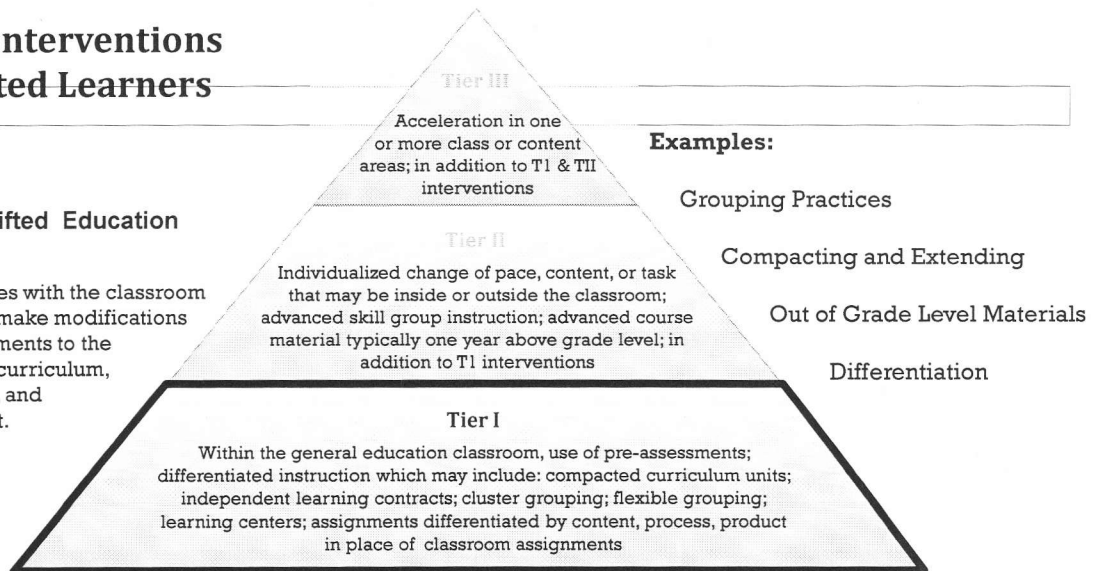 nterventions
ted Learners
ifted Education
es with the classroom
make modifications
ments to the
curriculum,
and
t.
Tier III
Acceleration in one
or more class or content
areas; in addition to T1 & TII
interventions
Tier II
Individualized change of pace, content, or task
that may be inside or outside the classroom;
advanced skill group instruction; advanced course
material typically one year above grade level; in
addition to T1 interventions
Tier I
Within the general education classroom, use of pre-assessments;
differentiated instruction which may include: compacted curriculum units;
independent learning contracts; cluster grouping; flexible grouping;
learning centers; assignments differentiated by content, process, product
in place of classroom assignments
Examples:
Grouping Practices
Compacting and Extending
Out of Grade Level Materials
Differentiation